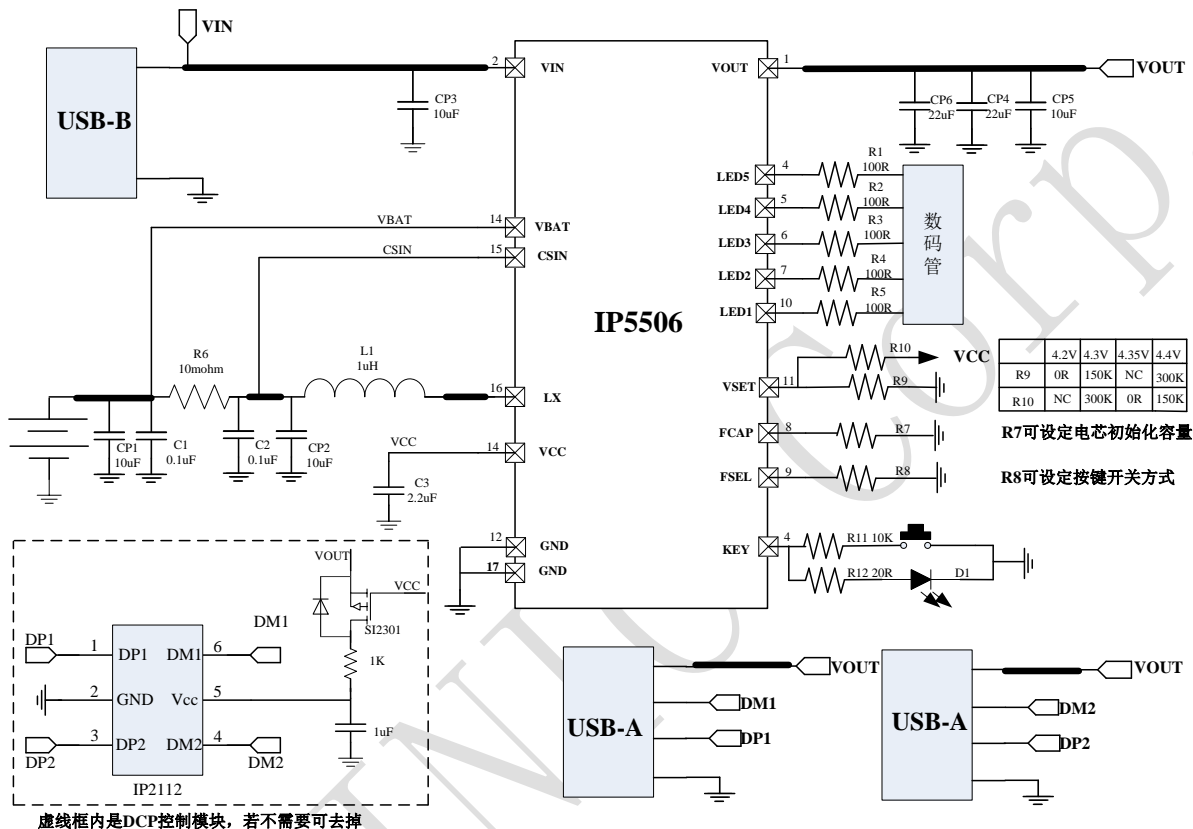 VIN
USB-B
2
VIN
CP3
10uF
VOUT
1
VOUT
CP6
22uF
CP4
22uF
CP5
10uF
VBAT
14
VBAT
CSIN
15
CSIN
IP5506
LED5
4
R1
100R
LED4
5
R2
100R
LED3
6
R3
100R
LED2
7
R4
100R
LED1
10
R5
100R
数
码
管
R6
10mohm
L1
1uH
16
LX
CP1
10uF
C1
0.1uF
C2
0.1uF
CP2
10uF
VCC
14
VCC
C3
2.2uF
12
GND
17
GND
VSET
11
R10
VCC
R9
4.2V 4.3V 4.35V 4.4V
R9 0R 150K NC 300K
R10 NC 300K 0R 150K
FCAP
8
R7
R7可设定电芯初始化容量
FSEL
9
R8
R8可设定按键开关方式
KEY
4
R11 10K
R12 20R
D1
VOUT
VCC
SI2301
1K
1uF
DP1
1
DP1
DM1
6
DM1
2
GND
Vcc
5
3
DP2
DP2
DM2
4
DM2
IP2112
虚线框内是DCP控制模块，若不需要可去掉
USB-A
VOUT
DM1
DP1
USB-A
VOUT
DM2
DP2
INIC Corp